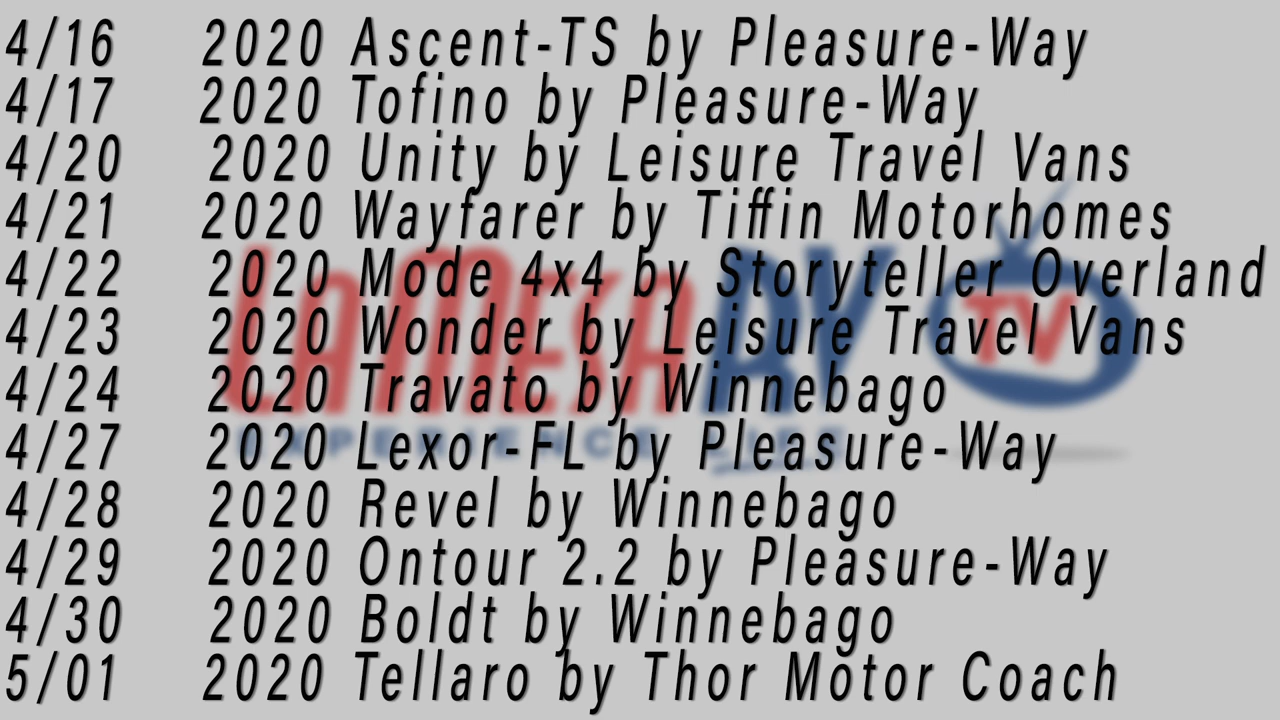 4/16 2020 Ascent-TS by Pleasure-Way
4/17 2020 Tofino by Pleasure-Way
4/20 2020 Unity by Leisure Travel Vans
4/21 2020 Wayfarer by Tiffin Motorhomes
4/22 2020 Mode 4x4 by Storyteller Overland
4/23 2020 Wonder by Leisure Travel Vans
4/24 2020 Travato by Winnebago
4/27 2020 Lexor-FL by Pleasure-Way
4/28 2020 Revel by Winnebago
4/29 2020 Ontour 2.2 by Pleasure-Way
4/30 2020 Boldt by Winnebago
5/01 2020 Tellaro by Thor Motor Coach
LaMesa RV TV
EXPERIENCE